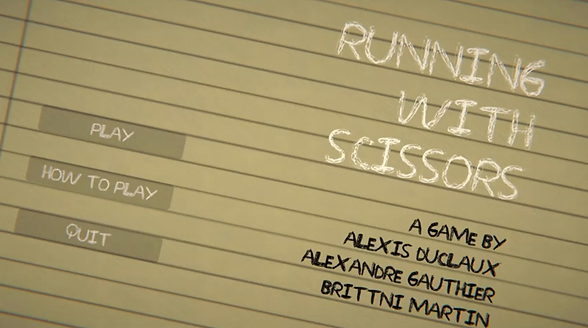 RUNNING
WITH
SCISSORS
PLAY
HOW TO PLAY
QUIT
A GAME BY
ALEXIS DUCLAUX
ALEXANDRE GAUTHIER
BRITTNI MARTIN